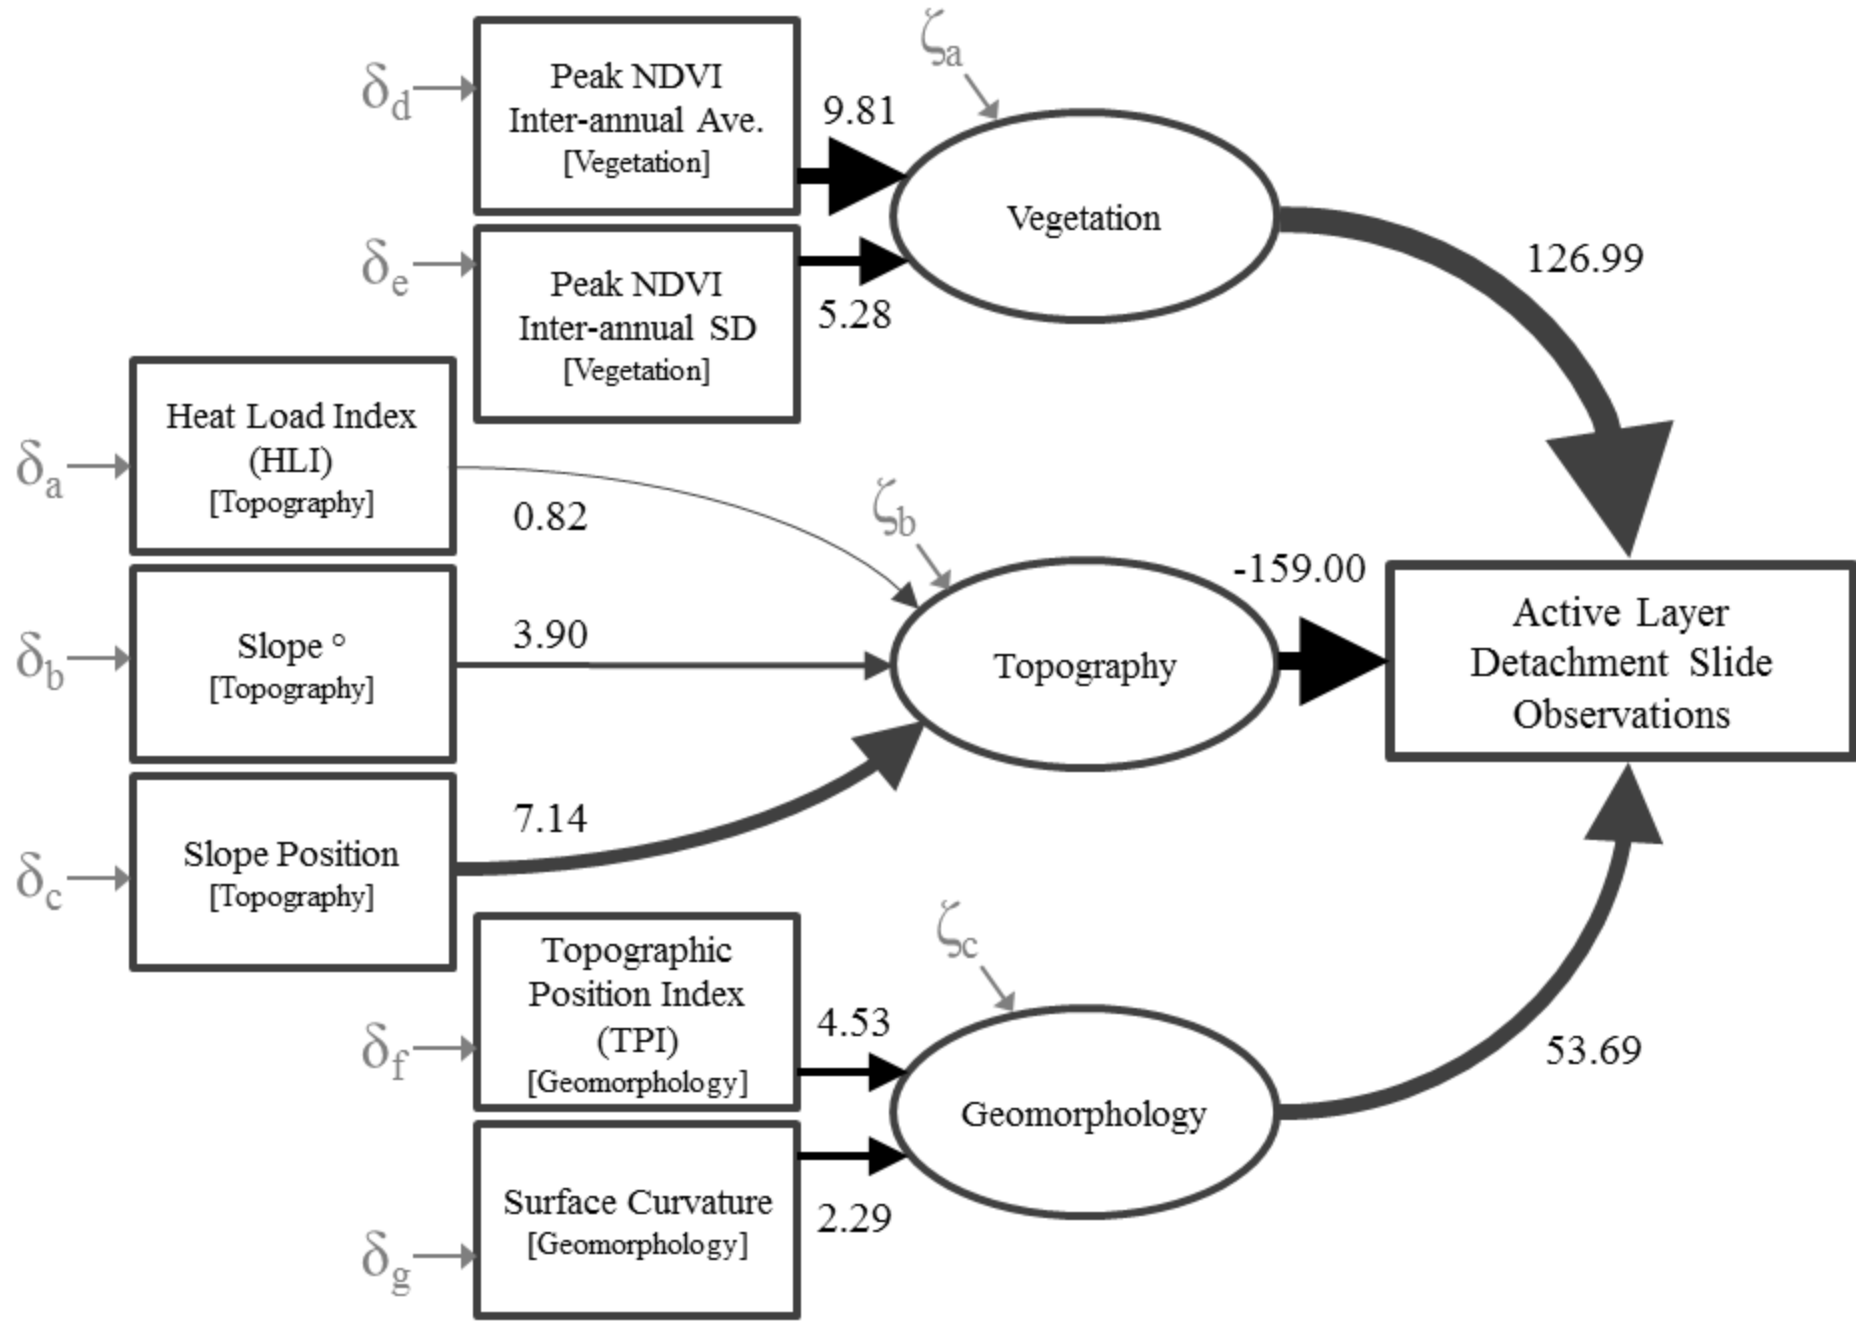 ζa
δd
Peak NDVI
Inter-annual Ave.
[Vegetation]
9.81
δe
Peak NDVI
Inter-annual SD
[Vegetation]
5.28
Vegetation
126.99
δa
Heat Load Index
(HLI)
[Topography]
0.82
ζb
δb
Slope °
[Topography]
3.90
Topography
-159.00
Active Layer
Detachment Slide
Observations
δc
Slope Position
[Topography]
7.14
ζc
δf
Topographic
Position Index
(TPI)
[Geomorphology]
4.53
Geomorphology
53.69
δg
Surface Curvature
[Geomorphology]
2.29